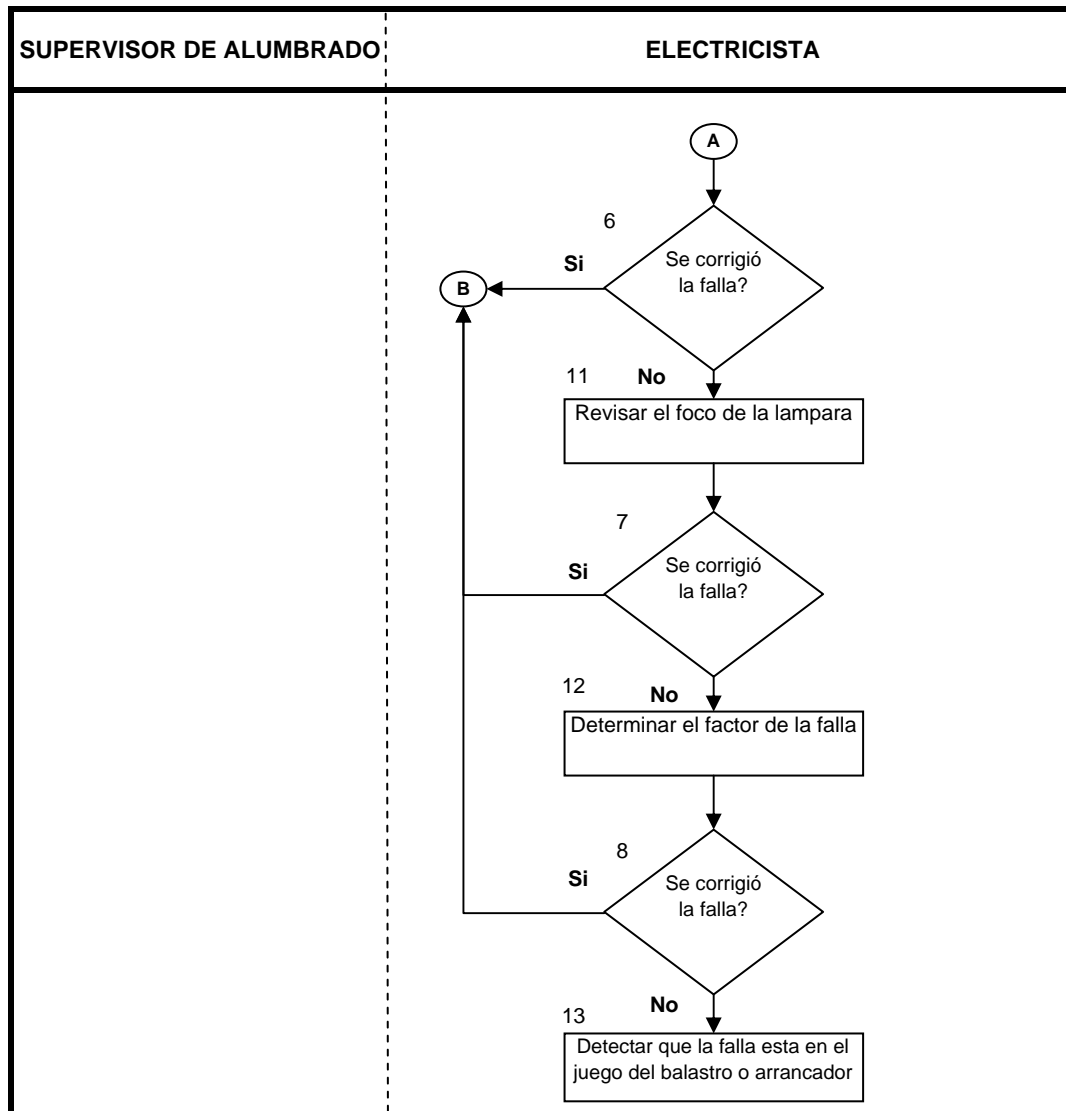 SUPERVISOR DE ALUMBRADO
ELECTRICISTA
A
6
Se corrigió
la falla?
Si
B
11
No
Revisar el foco de la lampara
7
Se corrigió
la falla?
Si
12
No
Determinar el factor de la falla
8
Se corrigió
la falla?
Si
13
No
Detectar que la falla esta en el
juego del balastro o arrancador